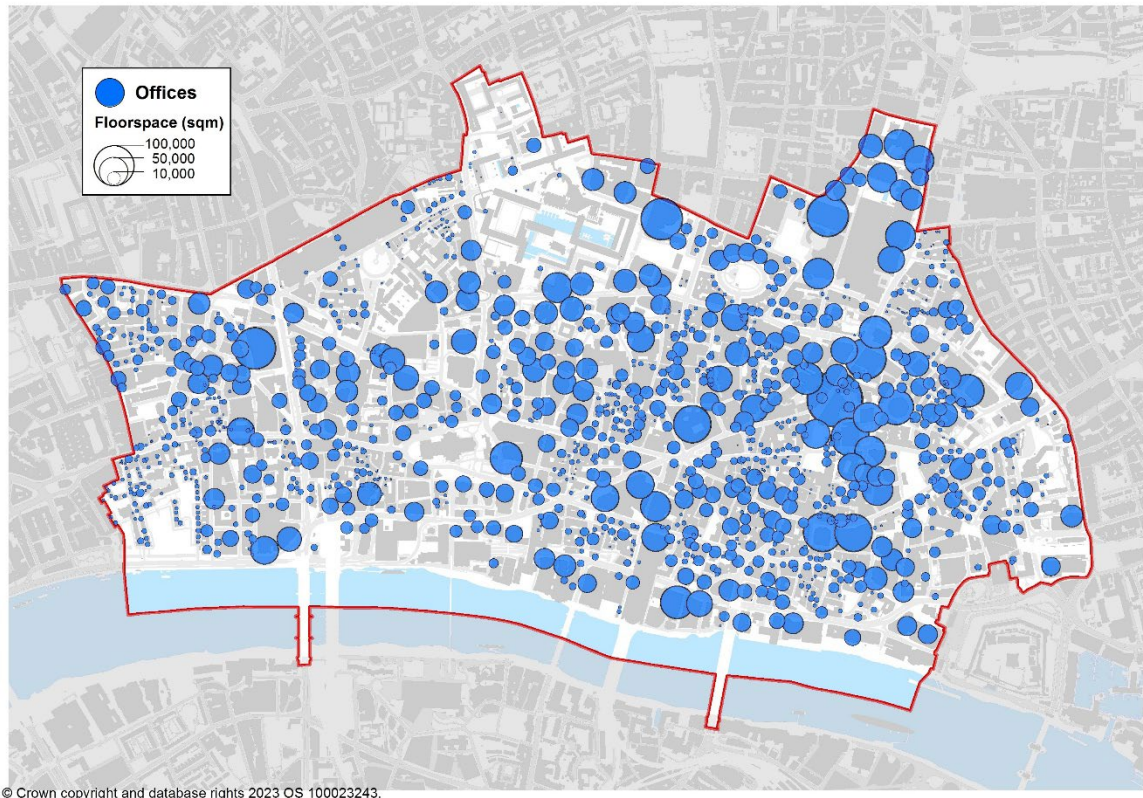 Offices
Floorspace (sqm)
100,000
50,000
10,000
© Crown copyright and database rights 2023 OS 100023243.